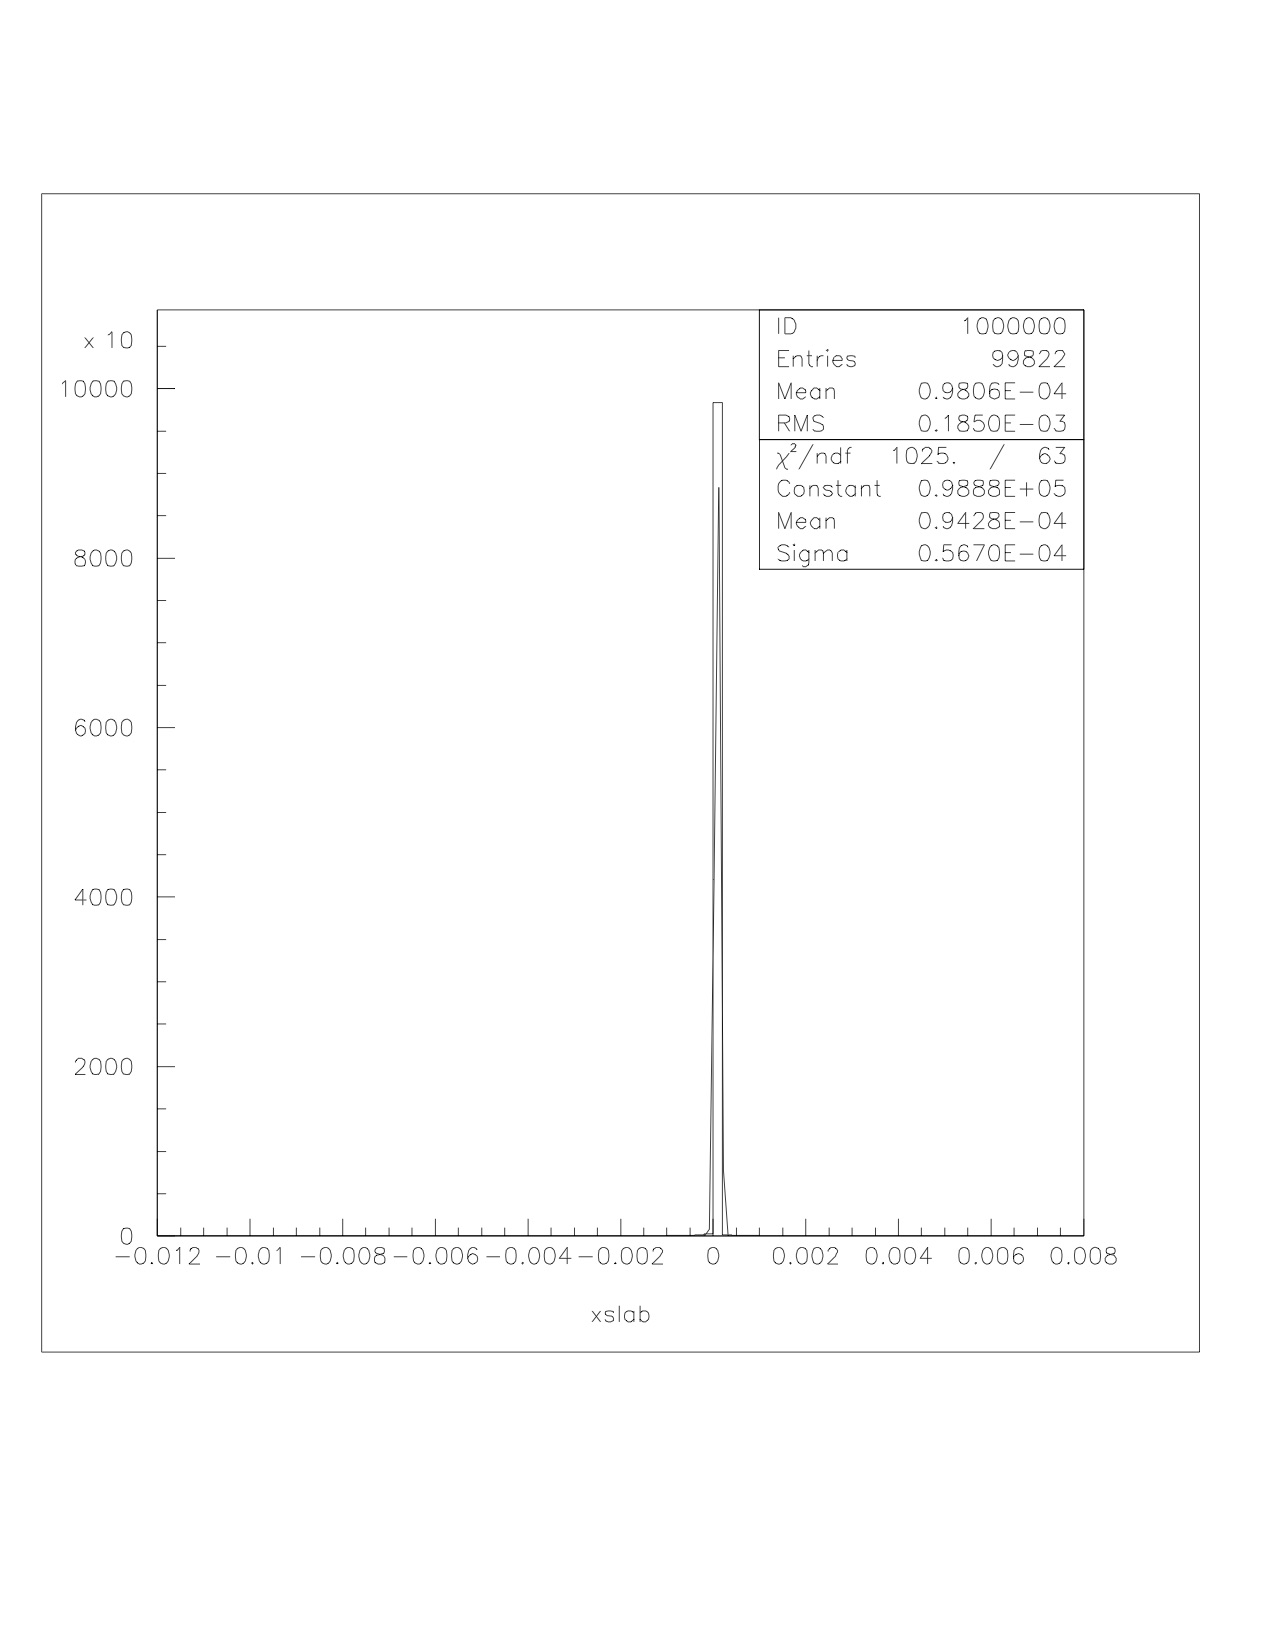 x 10
10000
8000
6000
4000
2000
0
ID 1000000
Entries 99822
Mean 0.9806E−04
RMS 0.1850E−03
χ²/ndf 1025. / 63
Constant 0.9888E+05
Mean 0.9428E−04
Sigma 0.5670E−04
−0.012 −0.01 −0.008 −0.006 −0.004 −0.002 0 0.002 0.004 0.006 0.008
xslab